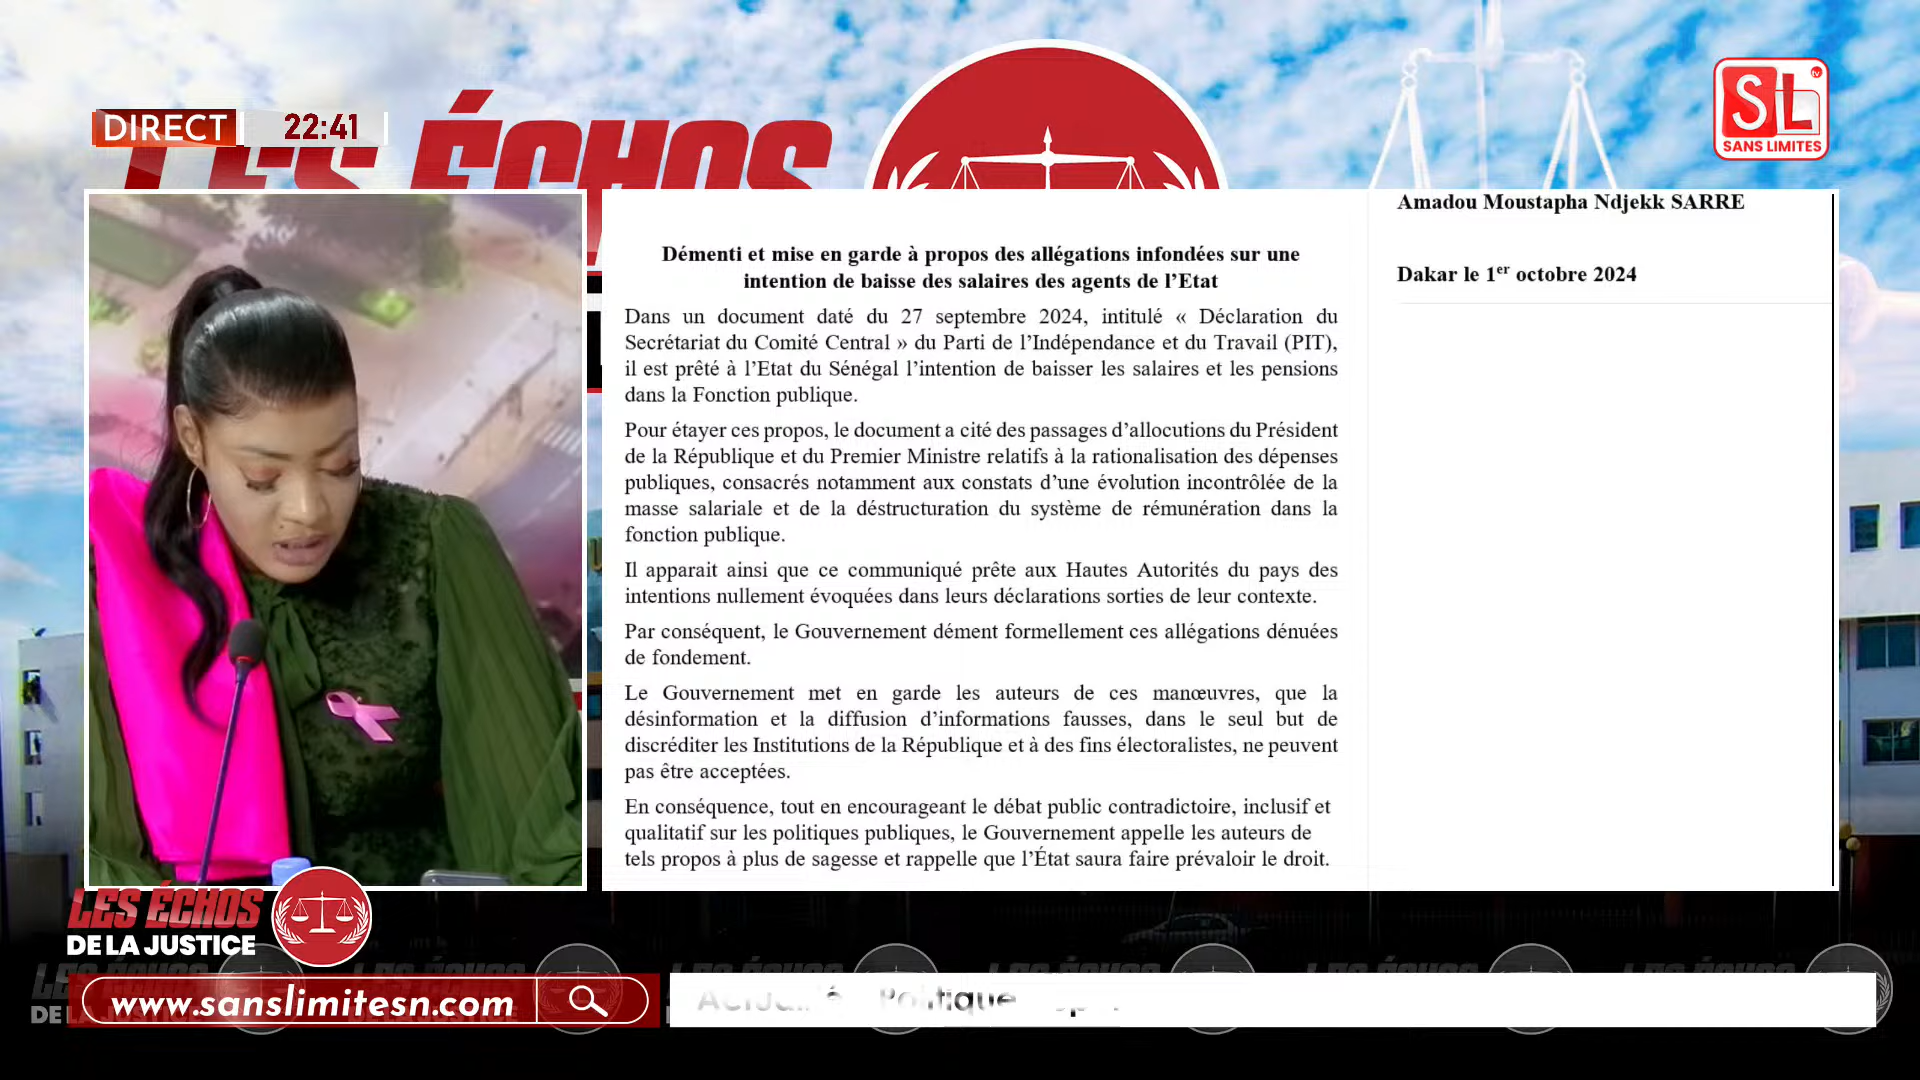 DIRECT 22:41
LES ÉCHOS
SL tv
SANS LIMITES
Amadou Moustapha Ndjekk SARRE
Dakar le 1er octobre 2024
Démenti et mise en garde à propos des allégations infondées sur une
intention de baisse des salaires des agents de l’Etat
Dans un document daté du 27 septembre 2024, intitulé « Déclaration du
Secrétariat du Comité Central » du Parti de l’Indépendance et du Travail (PIT),
il est prêté à l’Etat du Sénégal l’intention de baisser les salaires et les pensions
dans la Fonction publique.
Pour étayer ces propos, le document a cité des passages d’allocutions du Président
de la République et du Premier Ministre relatifs à la rationalisation des dépenses
publiques, consacrés notamment aux constats d’une évolution incontrôlée de la
masse salariale et de la déstructuration du système de rémunération dans la
fonction publique.
Il apparait ainsi que ce communiqué prête aux Hautes Autorités du pays des
intentions nullement évoquées dans leurs déclarations sorties de leur contexte.
Par conséquent, le Gouvernement dément formellement ces allégations dénuées
de fondement.
Le Gouvernement met en garde les auteurs de ces manœuvres, que la
désinformation et la diffusion d’informations fausses, dans le seul but de
discréditer les Institutions de la République et à des fins électoralistes, ne peuvent
pas être acceptées.
En conséquence, tout en encourageant le débat public contradictoire, inclusif et
qualitatif sur les politiques publiques, le Gouvernement appelle les auteurs de
tels propos à plus de sagesse et rappelle que l’État saura faire prévaloir le droit.
LES ÉCHOS
DE LA JUSTICE
www.sanslimitesn.com
Politique